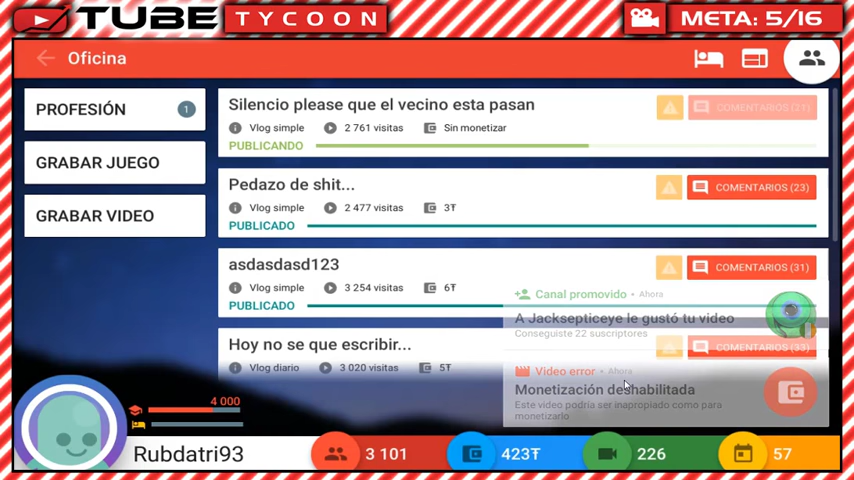 TUBE TYCOON
META: 5/16
Oficina
PROFESIÓN 1
GRABAR JUEGO
GRABAR VIDEO
Silencio please que el vecino esta pasan
COMENTARIOS (21)
Vlog simple 2 761 visitas Sin monetizar
PUBLICANDO
Pedazo de shit...
COMENTARIOS (23)
Vlog simple 2 477 visitas 3Ŧ
PUBLICADO
asdasdasd123
COMENTARIOS (31)
Vlog simple 3 254 visitas 6Ŧ
PUBLICADO
Canal promovido • Ahora
A Jacksepticeye le gustó tu video
Conseguiste 22 suscriptores
Hoy no se que escribir...
COMENTARIOS (33)
Vlog diario 3 020 visitas 5Ŧ
Video error • Ahora
Monetización deshabilitada
Este video podría ser inapropiado como para
monetizarlo
4 000
Rubdatri93
3 101
423Ŧ
226
57